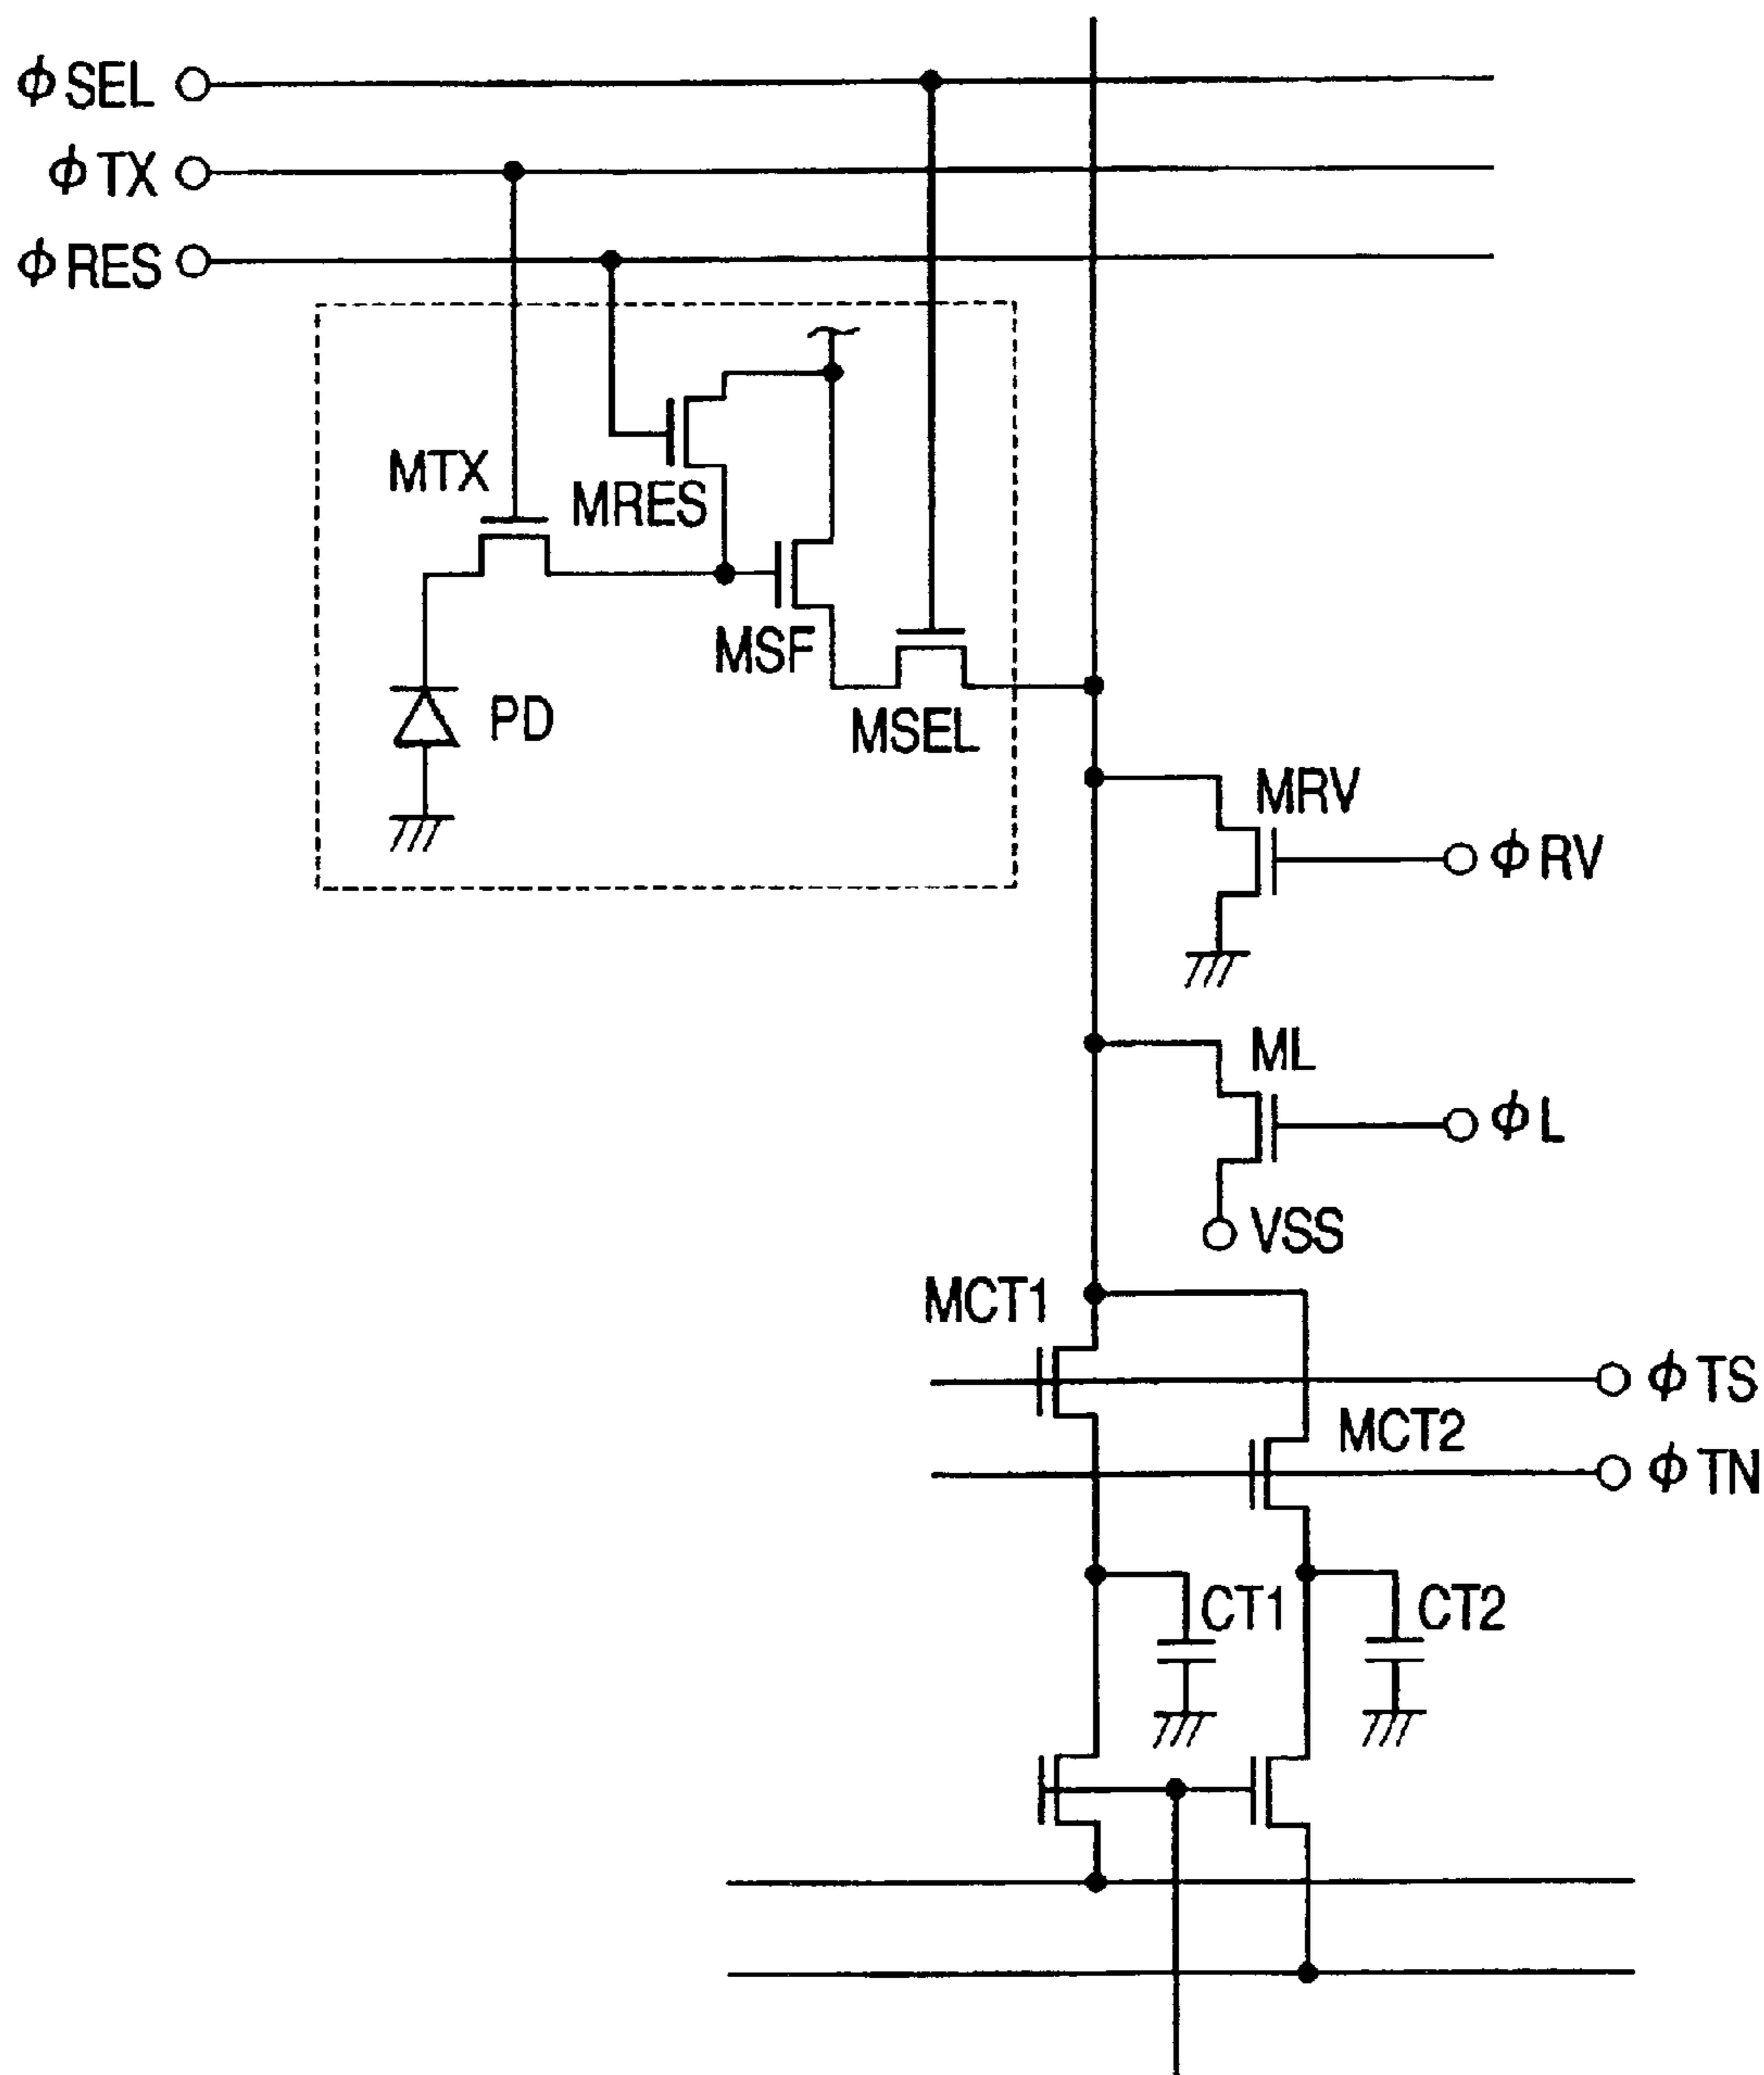 ϕSEL
ϕTX
ϕRES
MTX
MRES
MSF
PD
MSEL
MRV
ϕRV
ML
ϕL
VSS
MCT1
ϕTS
MCT2
ϕTN
CT1
CT2